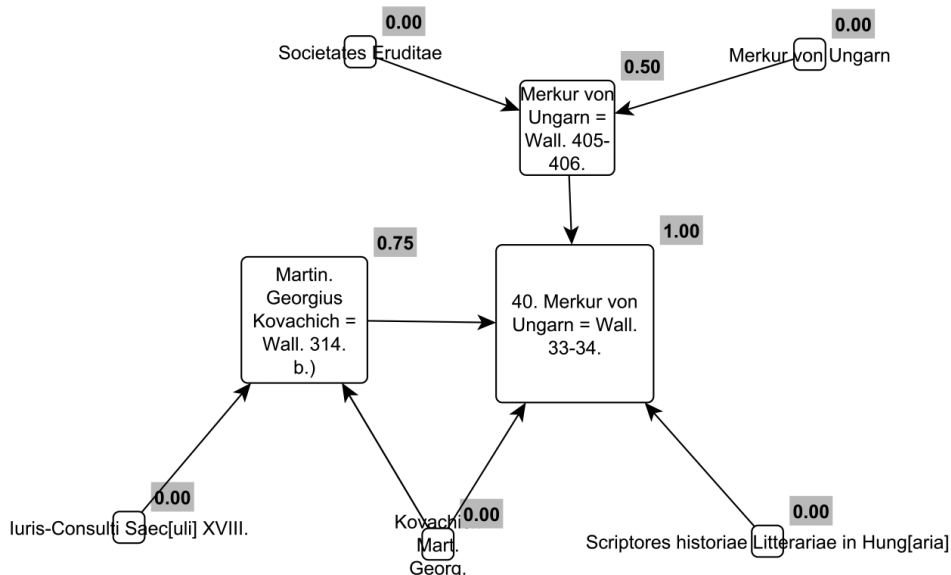 0.00
Societates Eruditae
0.00
Merkur von Ungarn
0.50
Merkur von
Ungarn =
Wall. 405-
406.
0.75
Martin.
Georgius
Kovachich =
Wall. 314.
b.)
1.00
40. Merkur von
Ungarn = Wall.
33-34.
0.00
Iuris-Consulti Saec[uli] XVIII.
0.00
Mart.
Georg.
0.00
Scriptores historiae Litterariae in Hung[aria]